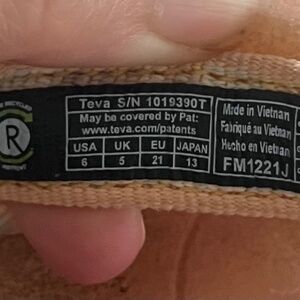 R
Teva S/N 1019390T
May be covered by Pat:
www.teva.com/patents
USA UK EU JAPAN
6 5 21 13
Made in Vietnam
Fabriqué au Vietnam
Hecho en Vietnam
FM1221J